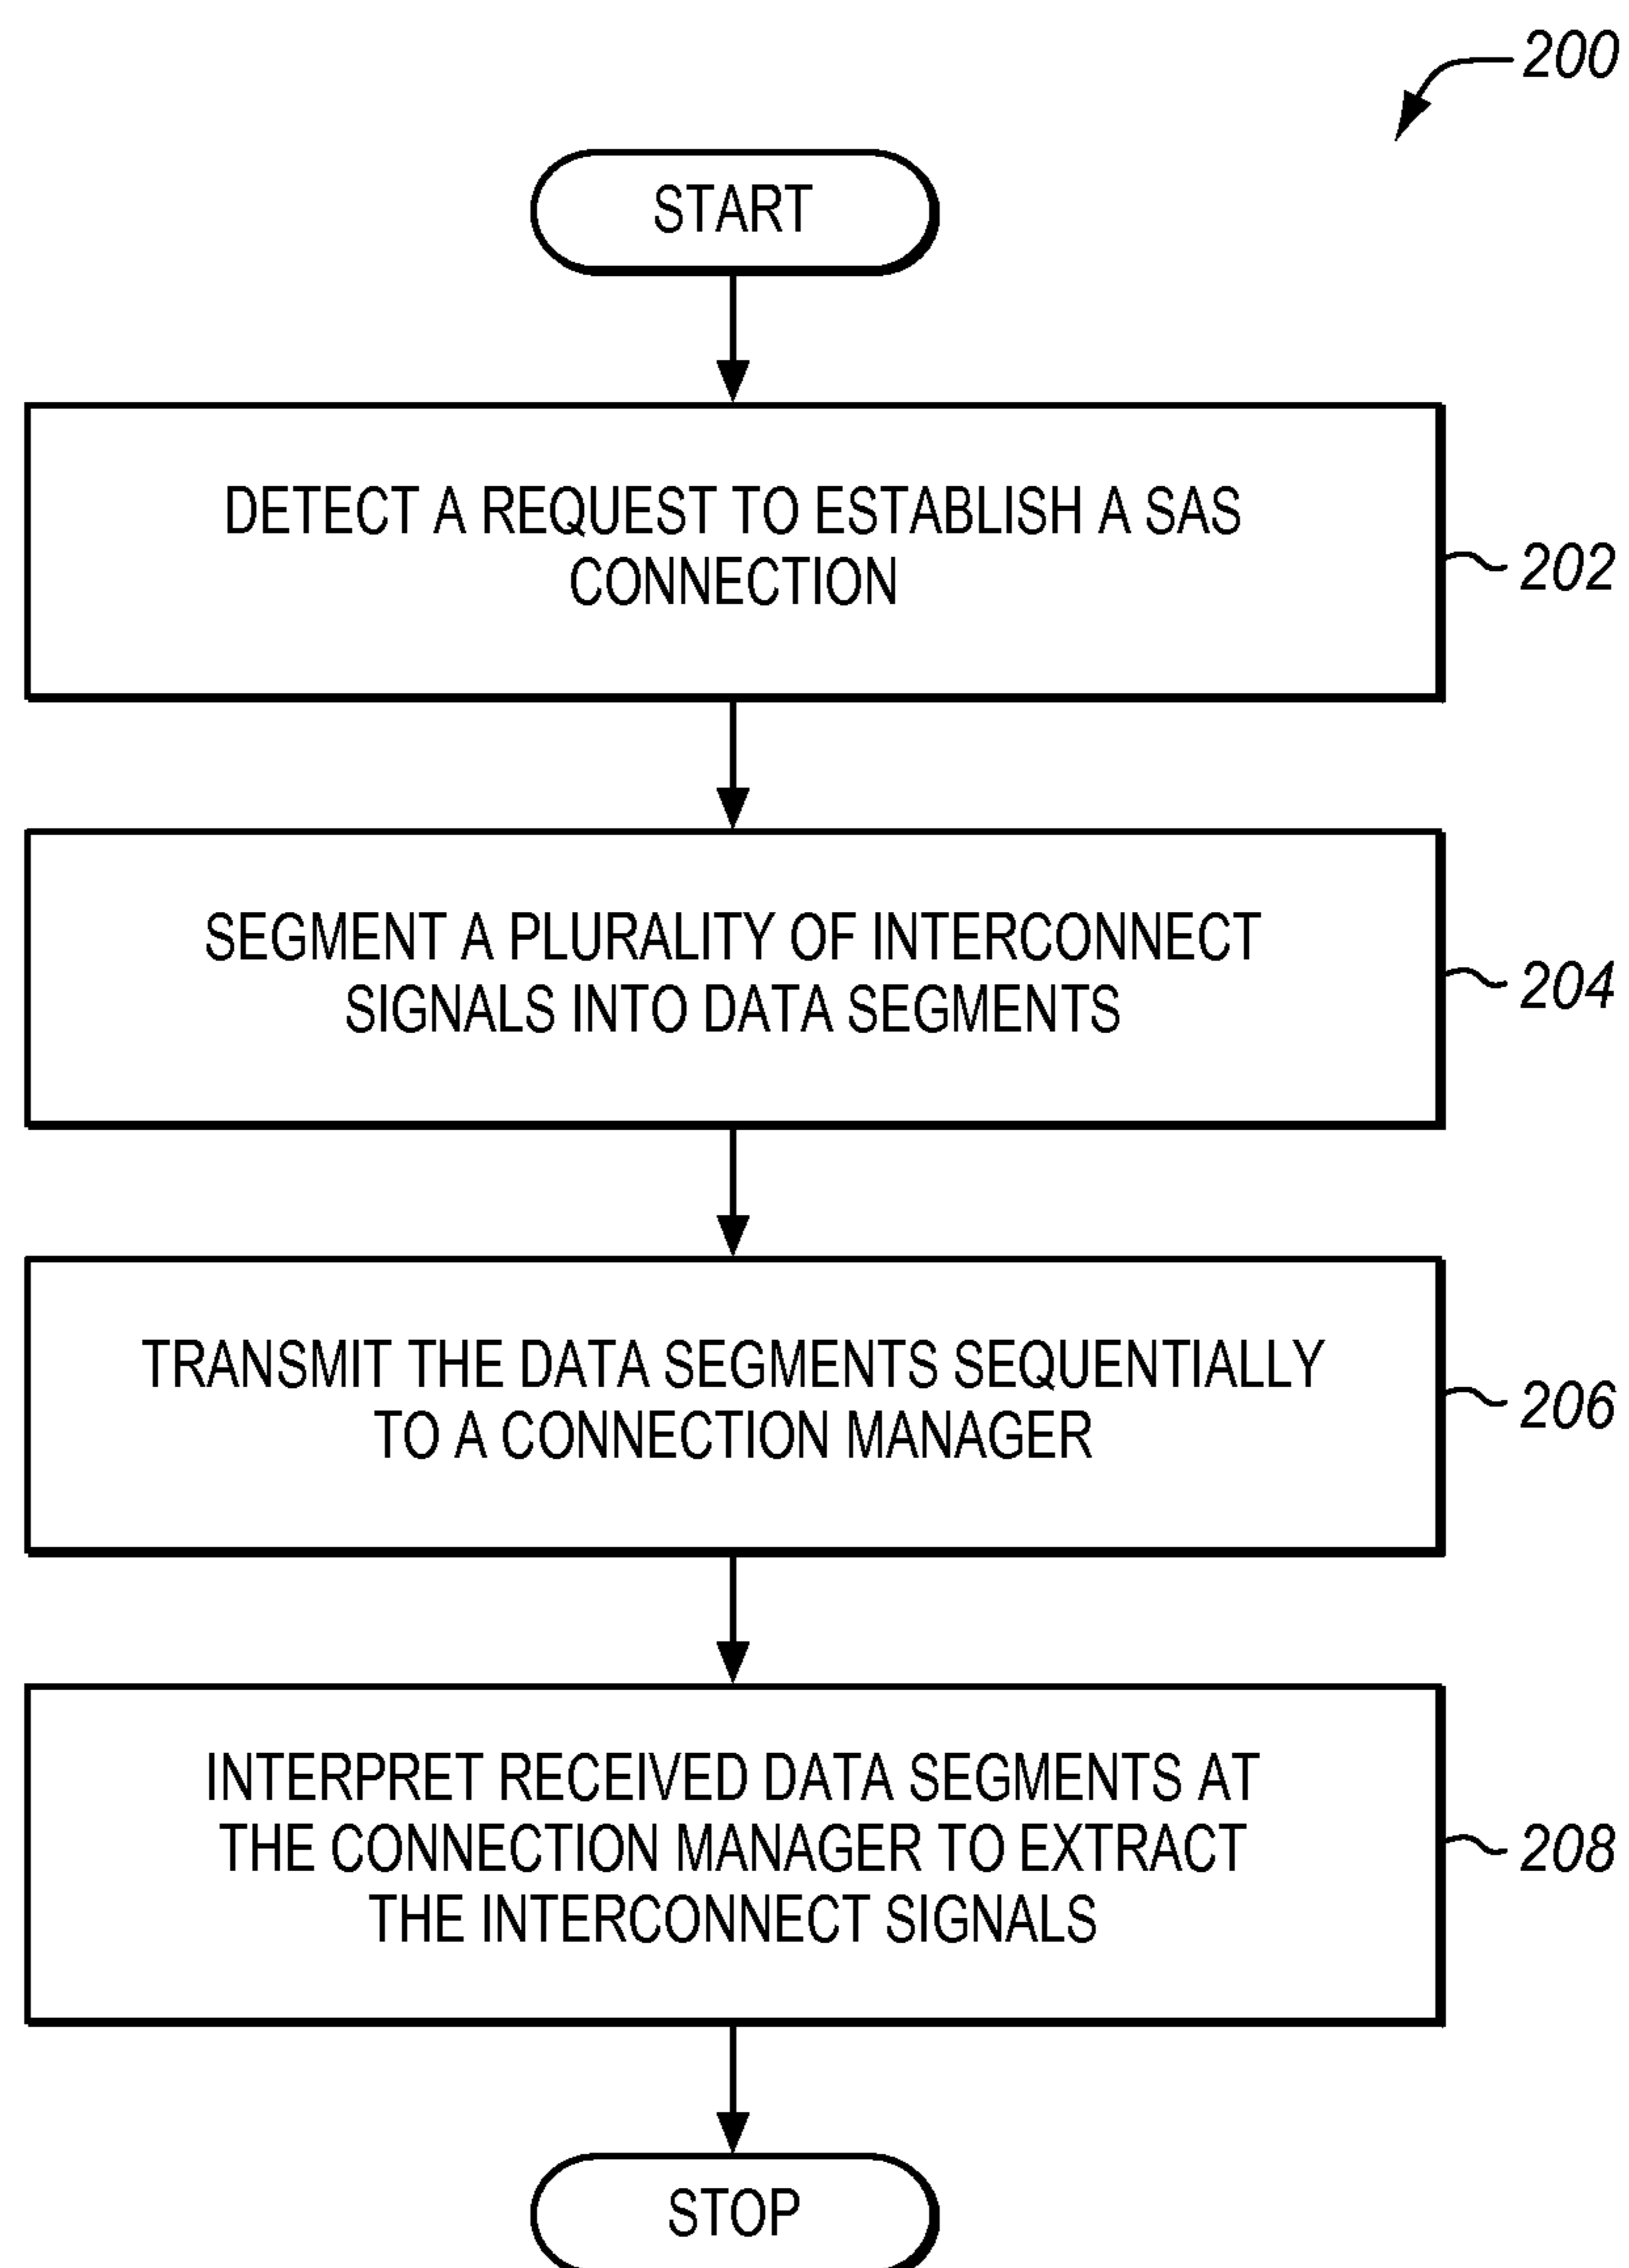 200
START
DETECT A REQUEST TO ESTABLISH A SAS
CONNECTION
202
SEGMENT A PLURALITY OF INTERCONNECT
SIGNALS INTO DATA SEGMENTS
204
TRANSMIT THE DATA SEGMENTS SEQUENTIALLY
TO A CONNECTION MANAGER
206
INTERPRET RECEIVED DATA SEGMENTS AT
THE CONNECTION MANAGER TO EXTRACT
THE INTERCONNECT SIGNALS
208
STOP